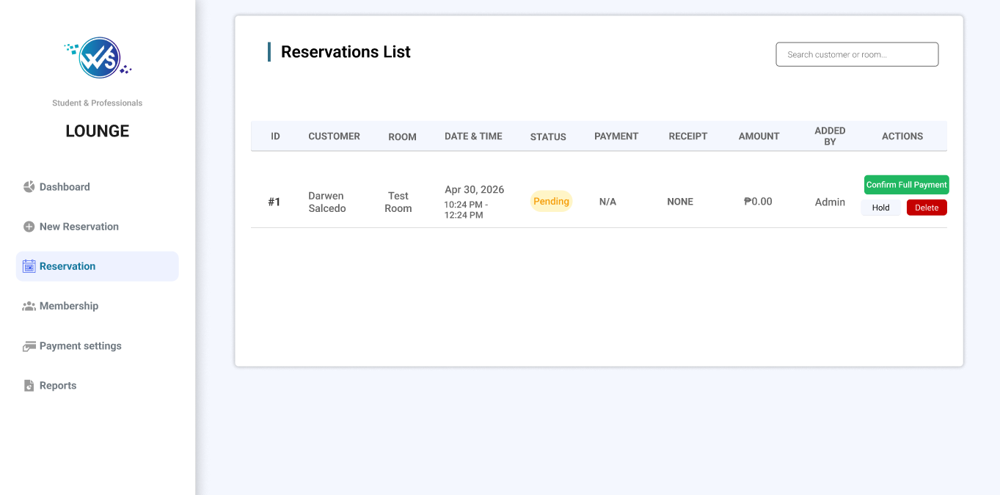 WS
Student & Professionals
LOUNGE
Dashboard
New Reservation
Reservation
Membership
Payment settings
Reports
Reservations List
Search customer or room...
ID CUSTOMER ROOM DATE & TIME STATUS PAYMENT RECEIPT AMOUNT ADDED BY ACTIONS
#1
Darwen
Salcedo
Test
Room
Apr 30, 2026
10:24 PM -
12:24 PM
Pending
N/A
NONE
₱0.00
Admin
Confirm Full Payment
Hold
Delete